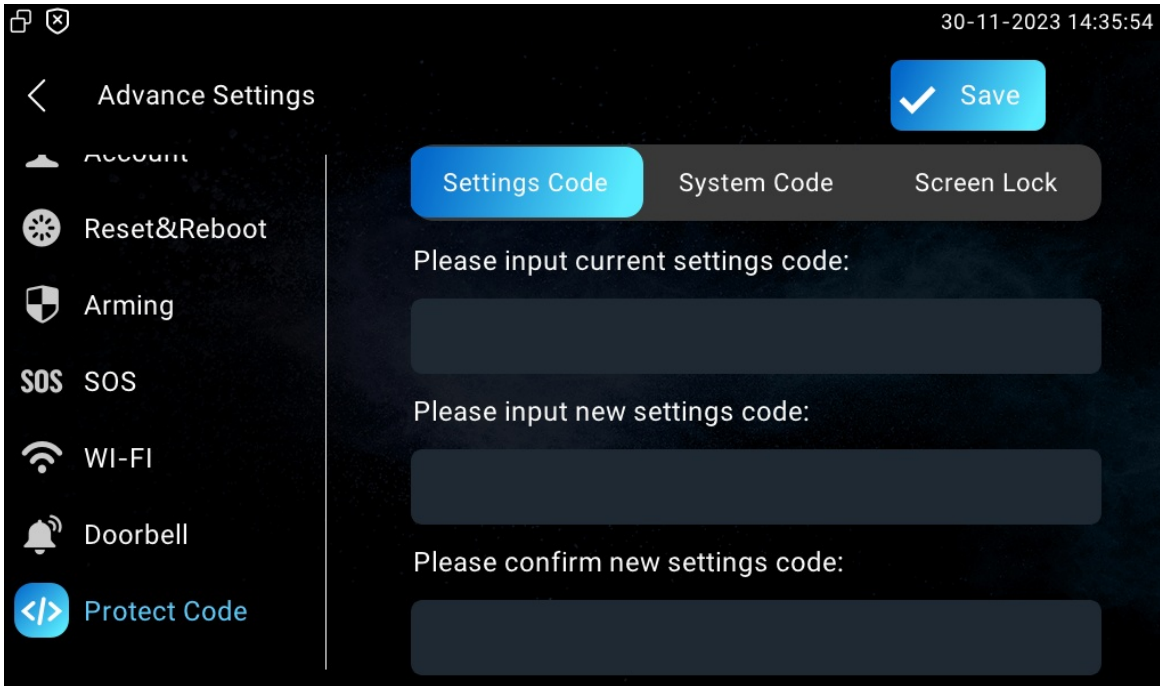 30-11-2023 14:35:54
Advance Settings
Save
Account
Reset&Reboot
Arming
SOS SOS
WI-FI
Doorbell
Protect Code
Settings Code
System Code
Screen Lock
Please input current settings code:
Please input new settings code:
Please confirm new settings code: